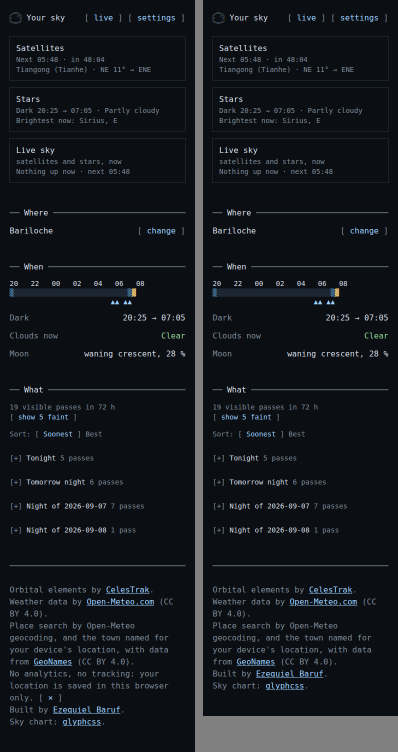 Your sky [ live ] [ settings ]
Satellites
Next 05:48 · in 48:04
Tiangong (Tianhe) · NE 11° → ENE
Stars
Dark 20:25 → 07:05 · Partly cloudy
Brightest now: Sirius, E
Live sky
satellites and stars, now
Nothing up now · next 05:48
Where
Bariloche [ change ]
When
20 22 00 02 04 06 08
Dark 20:25 → 07:05
Clouds now Clear
Moon waning crescent, 28 %
What
19 visible passes in 72 h
[ show 5 faint ]
Sort: [ Soonest ] Best
[+] Tonight 5 passes
[+] Tomorrow night 6 passes
[+] Night of 2026-09-07 7 passes
[+] Night of 2026-09-08 1 pass
Orbital elements by CelesTrak.
Weather data by Open-Meteo.com (CC
BY 4.0).
Place search by Open-Meteo
geocoding, and the town named for
your device's location, with data
from GeoNames (CC BY 4.0).
No analytics, no tracking: your
location is saved in this browser
only. [ × ]
Built by Ezequiel Baruf.
Sky chart: glyphcss.
Your sky [ live ] [ settings ]
Satellites
Next 05:48 · in 48:04
Tiangong (Tianhe) · NE 11° → ENE
Stars
Dark 20:25 → 07:05 · Partly cloudy
Brightest now: Sirius, E
Live sky
satellites and stars, now
Nothing up now · next 05:48
Where
Bariloche [ change ]
When
20 22 00 02 04 06 08
Dark 20:25 → 07:05
Clouds now Clear
Moon waning crescent, 28 %
What
19 visible passes in 72 h
[ show 5 faint ]
Sort: [ Soonest ] Best
[+] Tonight 5 passes
[+] Tomorrow night 6 passes
[+] Night of 2026-09-07 7 passes
[+] Night of 2026-09-08 1 pass
Orbital elements by CelesTrak.
Weather data by Open-Meteo.com (CC
BY 4.0).
Place search by Open-Meteo
geocoding, and the town named for
your device's location, with data
from GeoNames (CC BY 4.0).
Built by Ezequiel Baruf.
Sky chart: glyphcss.